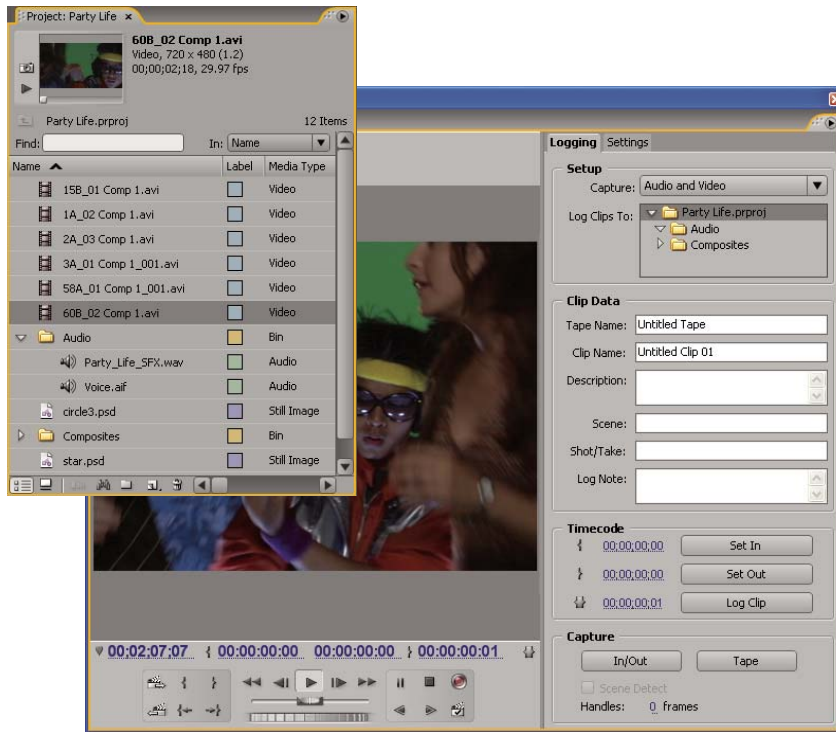 Project: Party Life ×
60B_02 Comp 1.avi
Video, 720 x 480 (1.2)
00;00;02;18, 29.97 fps
Party Life.prproj 12 Items
Find: In: Name
Name Label Media Type
15B_01 Comp 1.avi Video
1A_02 Comp 1.avi Video
2A_03 Comp 1.avi Video
3A_01 Comp 1_001.avi Video
58A_01 Comp 1_001.avi Video
60B_02 Comp 1.avi Video
Audio Bin
Party_Life_SFX.wav Audio
Voice.aif Audio
circle3.psd Still Image
Composites Bin
star.psd Still Image
Logging Settings
Setup
Capture: Audio and Video
Log Clips To: Party Life.prproj
Audio
Composites
Clip Data
Tape Name: Untitled Tape
Clip Name: Untitled Clip 01
Description:
Scene:
Shot/Take:
Log Note:
Timecode
{ 00;00;00;00 Set In
} 00;00;00;00 Set Out
{} 00;00;00;01 Log Clip
Capture
In/Out Tape
Scene Detect
Handles: 0 frames
00;02;07;07 { 00:00:00:00 00:00:00:00 } 00:00:00:01 {}